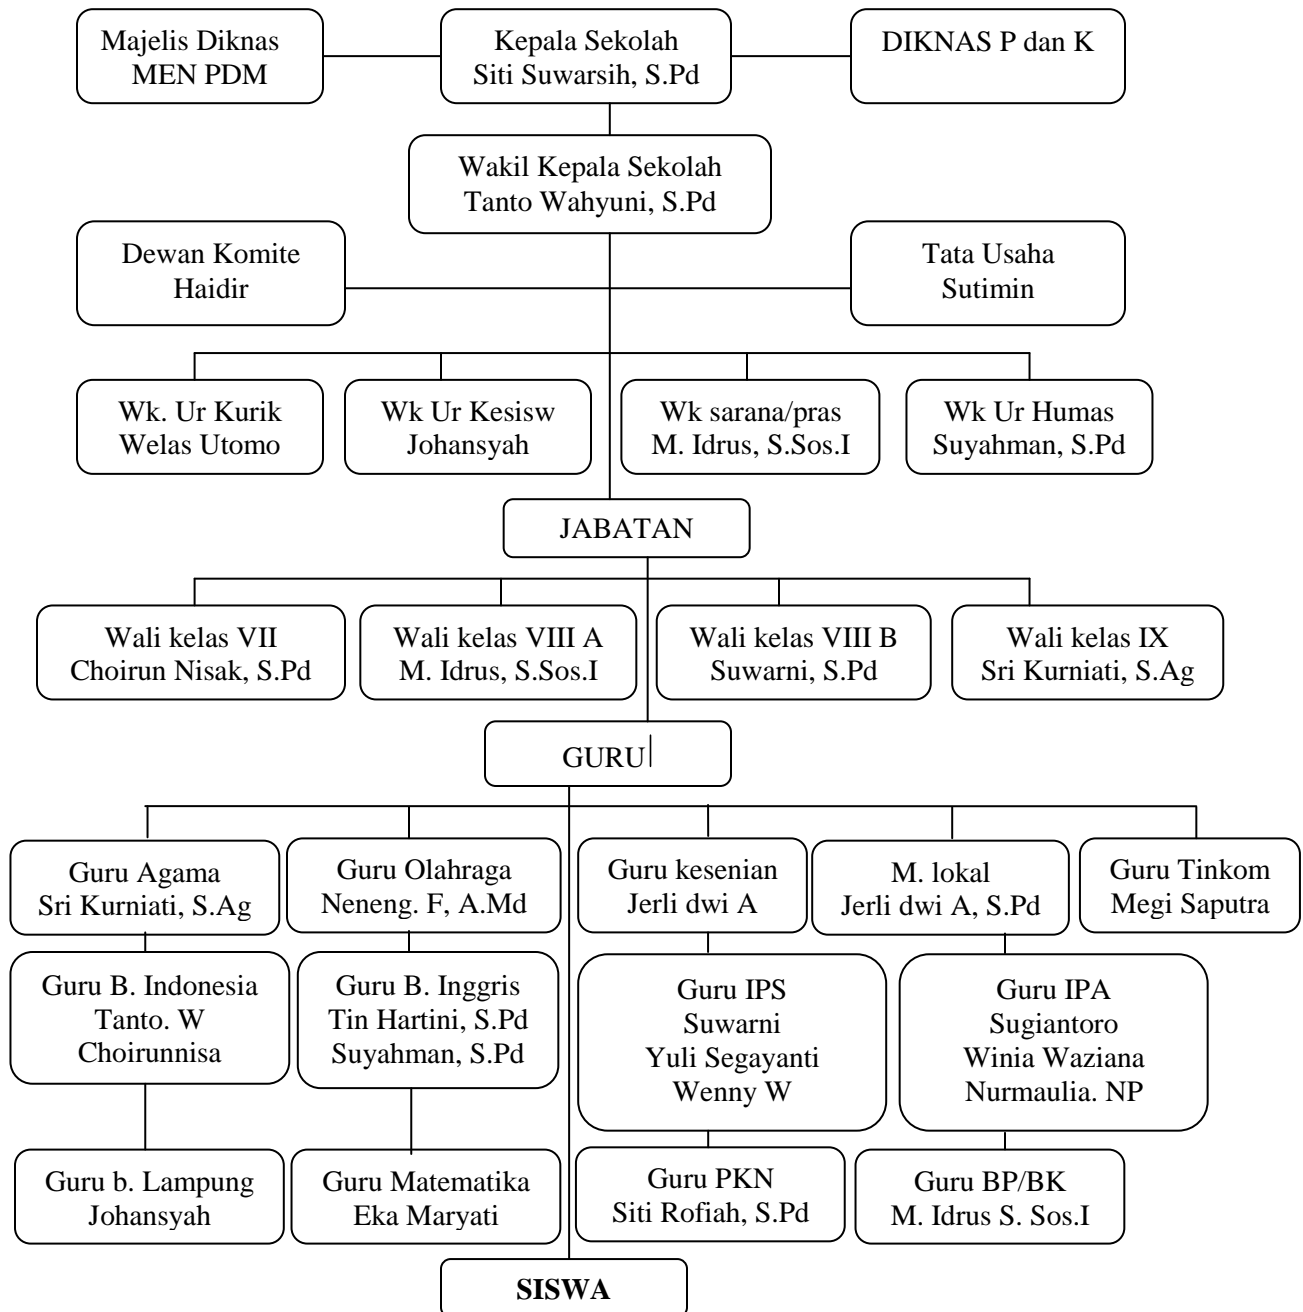 Majelis Diknas
MEN PDM
Kepala Sekolah
Siti Suwarsih, S.Pd
DIKNAS P dan K
Wakil Kepala Sekolah
Tanto Wahyuni, S.Pd
Dewan Komite
Haidir
Tata Usaha
Sutimin
Wk. Ur Kurik
Welas Utomo
Wk Ur Kesisw
Johansyah
Wk sarana/pras
M. Idrus, S.Sos.I
Wk Ur Humas
Suyahman, S.Pd
JABATAN
Wali kelas VII
Choirun Nisak, S.Pd
Wali kelas VIII A
M. Idrus, S.Sos.I
Wali kelas VIII B
Suwarni, S.Pd
Wali kelas IX
Sri Kurniati, S.Ag
GURU
Guru Agama
Sri Kurniati, S.Ag
Guru Olahraga
Neneng. F, A.Md
Guru kesenian
Jerli dwi A
M. lokal
Jerli dwi A, S.Pd
Guru Tinkom
Megi Saputra
Guru B. Indonesia
Tanto. W
Choirunnisa
Guru B. Inggris
Tin Hartini, S.Pd
Suyahman, S.Pd
Guru IPS
Suwarni
Yuli Segayanti
Wenny W
Guru IPA
Sugiantoro
Winia Waziana
Nurmaulia. NP
Guru b. Lampung
Johansyah
Guru Matematika
Eka Maryati
Guru PKN
Siti Rofiah, S.Pd
Guru BP/BK
M. Idrus S. Sos.I
SISWA